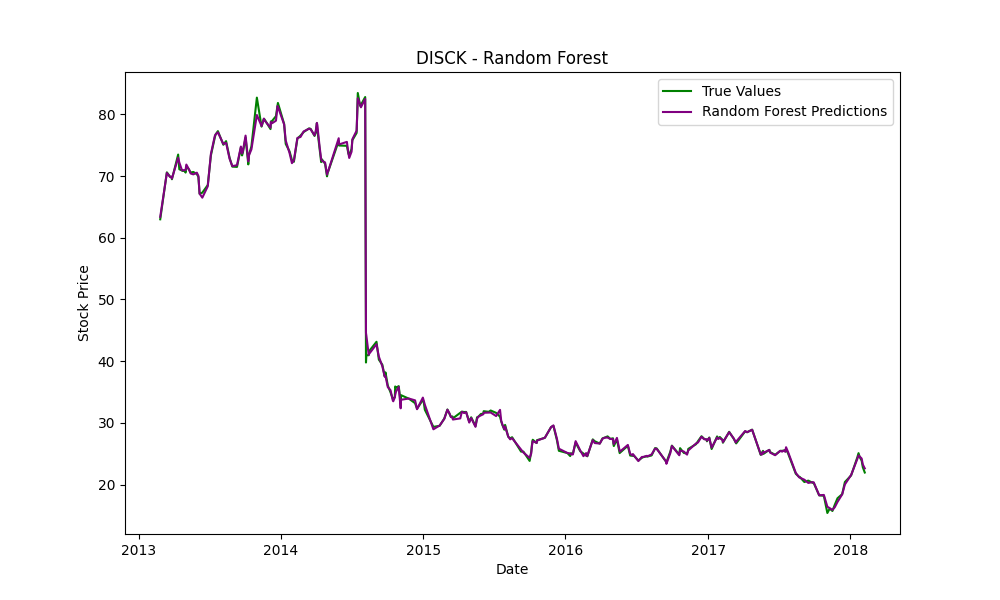 DISCK - Random Forest
True Values
Random Forest Predictions
Stock Price
80
70
60
50
40
30
20
2013
2014
2015
2016
2017
2018
Date